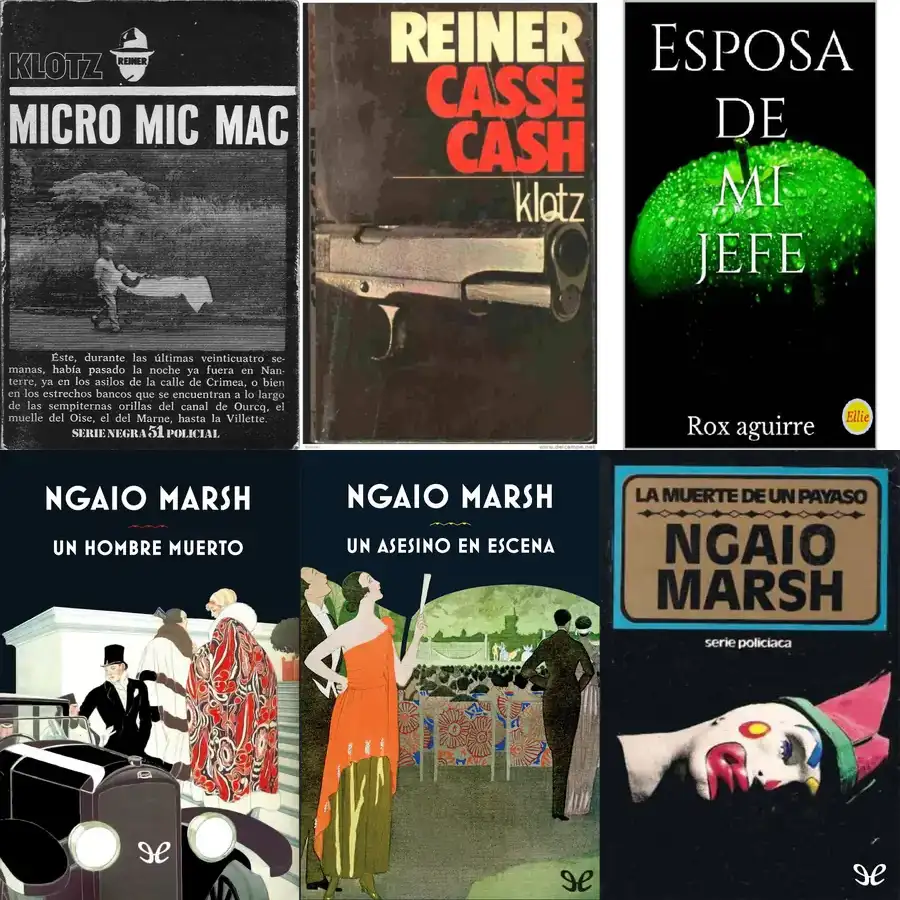 KLOTZ
REINER
MICRO MIC MAC
Éste, durante las últimas veinticuatro se-
manas, había pasado la noche ya fuera en Nan-
terre, ya en los asilos de la calle de Crimea, o bien
en los estrechos bancos que se encuentran a lo largo
de las sempiternas orillas del canal de Ourcq, el
muelle del Oise, el del Marne, hasta la Villette.
SERIE NEGRA 51 POLICIAL
REINER
CASSE
CASH
klotz
ESPOSA
DE
MI
JEFE
Rox aguirre
Ellie
NGAIO MARSH
UN HOMBRE MUERTO
NGAIO MARSH
UN ASESINO EN ESCENA
LA MUERTE DE UN PAYASO
NGAIO
MARSH
serie policiaca